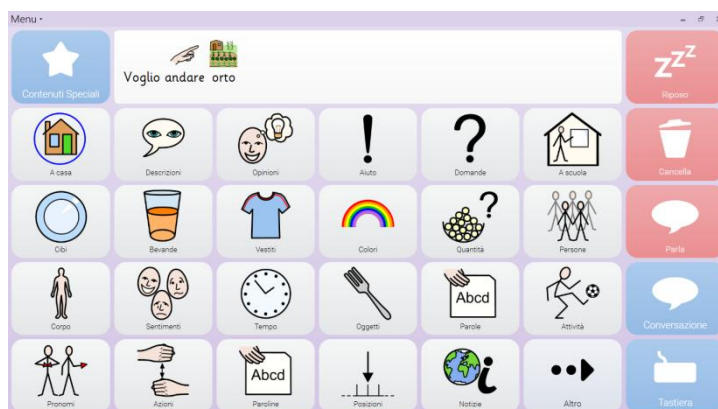 Menu
Contenuti Speciali
Voglio andare orto
zzz
Riposo
A casa
Descrizioni
Opinioni
!
Aiuto
?
Domande
A scuola
Cancella
Cibi
Bevande
Vestiti
Colori
?
Quantità
Persone
Parla
Corpo
Sentimenti
Tempo
Oggetti
Abcd
Parole
Attività
Conversazione
Pronomi
Azioni
Abcd
Paroline
Posizioni
i
Notizie
Altro
Tastiera